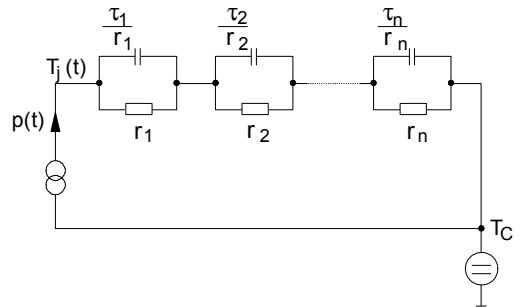 τ1 τ2 τn
r1 r2 rn
Tj(t)
r1 r2 rn
p(t)
TC